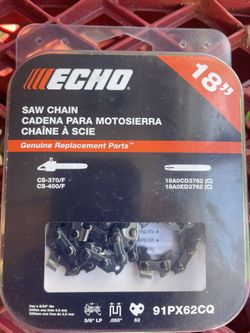 ECHO
18"
SAW CHAIN
CADENA PARA MOTOSIERRA
CHAÎNE À SCIE
Genuine Replacement Parts™
CS-370/F
CS-400/F
18A0CD3762 (C)
18A0ED3762 (C)
3/8" LP
.050"
62
91PX62CQ